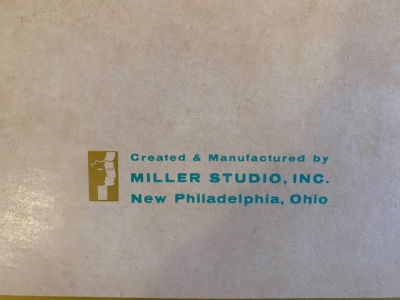 Created & Manufactured by
MILLER STUDIO, INC.
New Philadelphia, Ohio